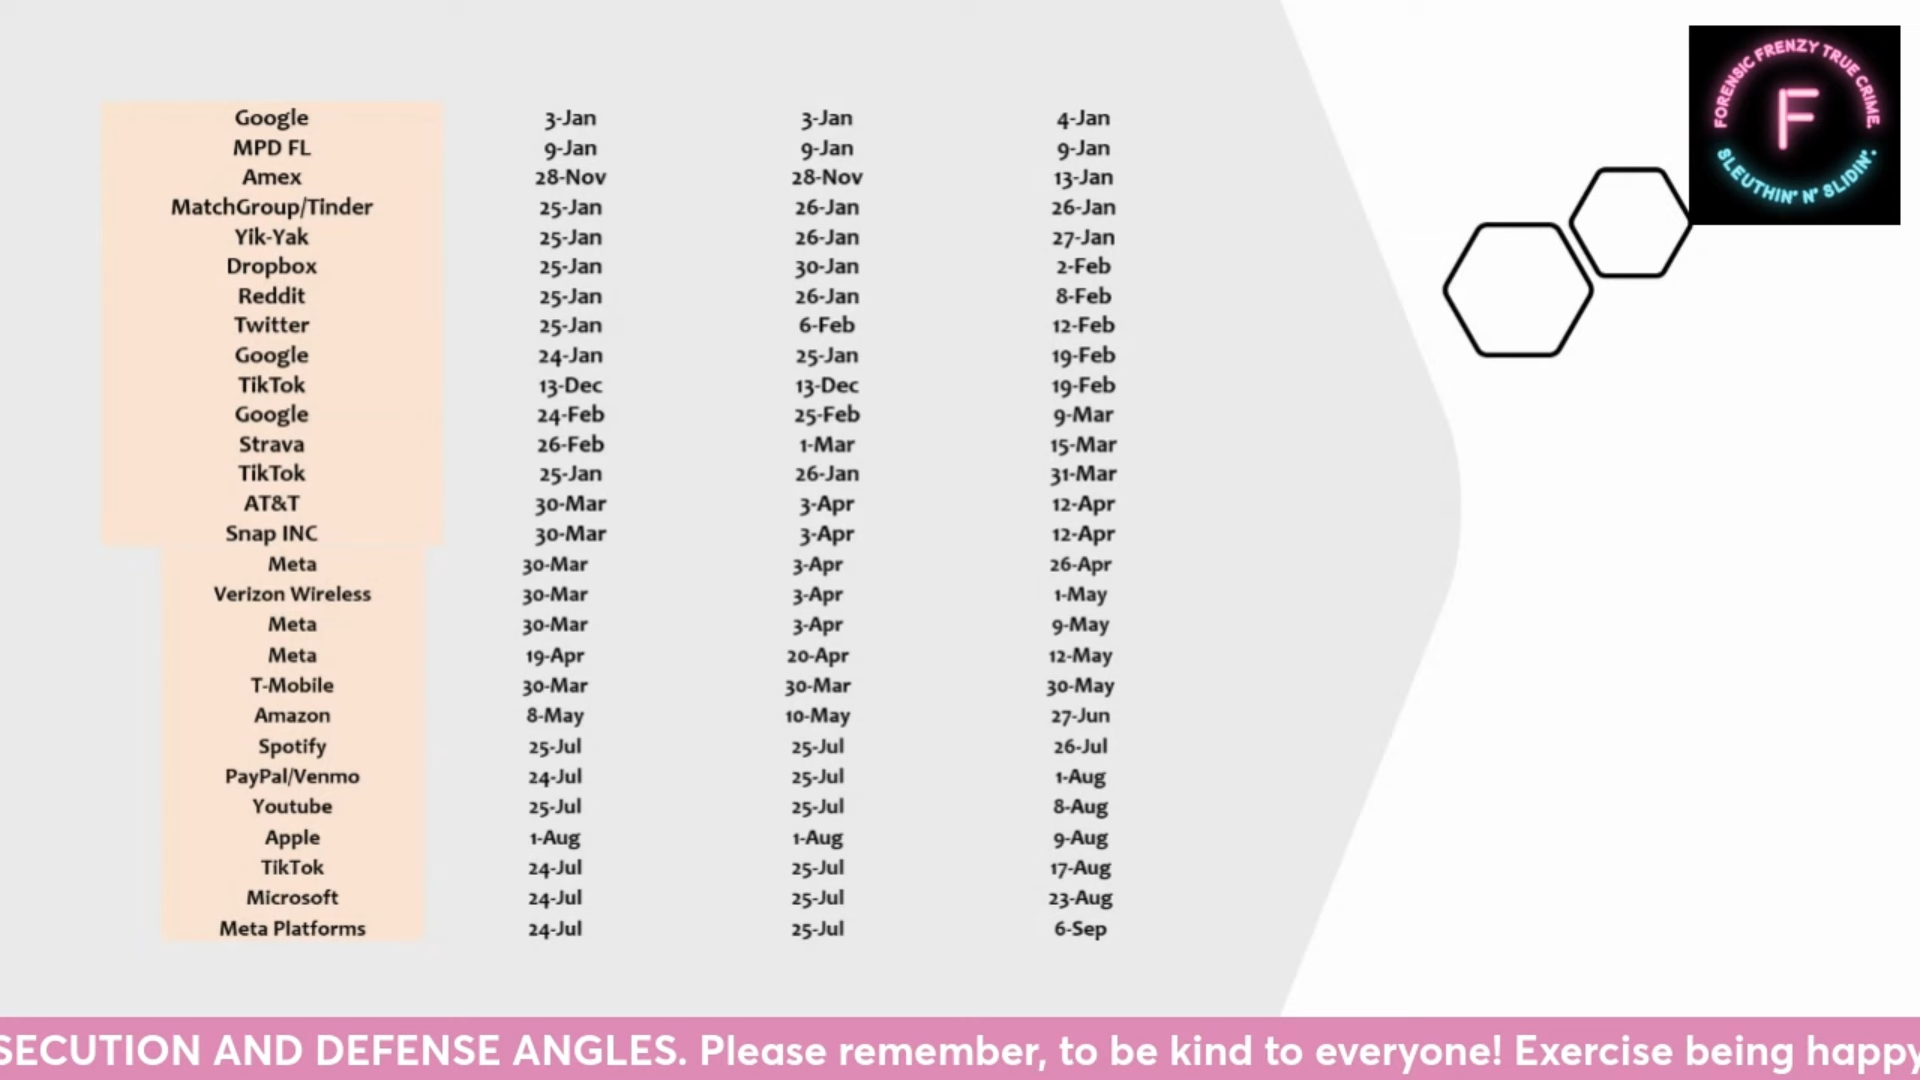 Google 3-Jan 3-Jan 4-Jan
MPD FL 9-Jan 9-Jan 9-Jan
Amex 28-Nov 28-Nov 13-Jan
MatchGroup/Tinder 25-Jan 26-Jan 26-Jan
Yik-Yak 25-Jan 26-Jan 27-Jan
Dropbox 25-Jan 30-Jan 2-Feb
Reddit 25-Jan 26-Jan 8-Feb
Twitter 25-Jan 6-Feb 12-Feb
Google 24-Jan 25-Jan 19-Feb
TikTok 13-Dec 13-Dec 19-Feb
Google 24-Feb 25-Feb 9-Mar
Strava 26-Feb 1-Mar 15-Mar
TikTok 25-Jan 26-Jan 31-Mar
AT&T 30-Mar 3-Apr 12-Apr
Snap INC 30-Mar 3-Apr 12-Apr
Meta 30-Mar 3-Apr 26-Apr
Verizon Wireless 30-Mar 3-Apr 1-May
Meta 30-Mar 3-Apr 9-May
Meta 19-Apr 20-Apr 12-May
T-Mobile 30-Mar 30-Mar 30-May
Amazon 8-May 10-May 27-Jun
Spotify 25-Jul 25-Jul 26-Jul
PayPal/Venmo 24-Jul 25-Jul 1-Aug
Youtube 25-Jul 25-Jul 8-Aug
Apple 1-Aug 1-Aug 9-Aug
TikTok 24-Jul 25-Jul 17-Aug
Microsoft 24-Jul 25-Jul 23-Aug
Meta Platforms 24-Jul 25-Jul 6-Sep
FORENSIC FRENZY TRUE CRIME.
F
SLEUTHIN' N' SLIDIN'.
SECUTION AND DEFENSE ANGLES. Please remember, to be kind to everyone! Exercise being happy